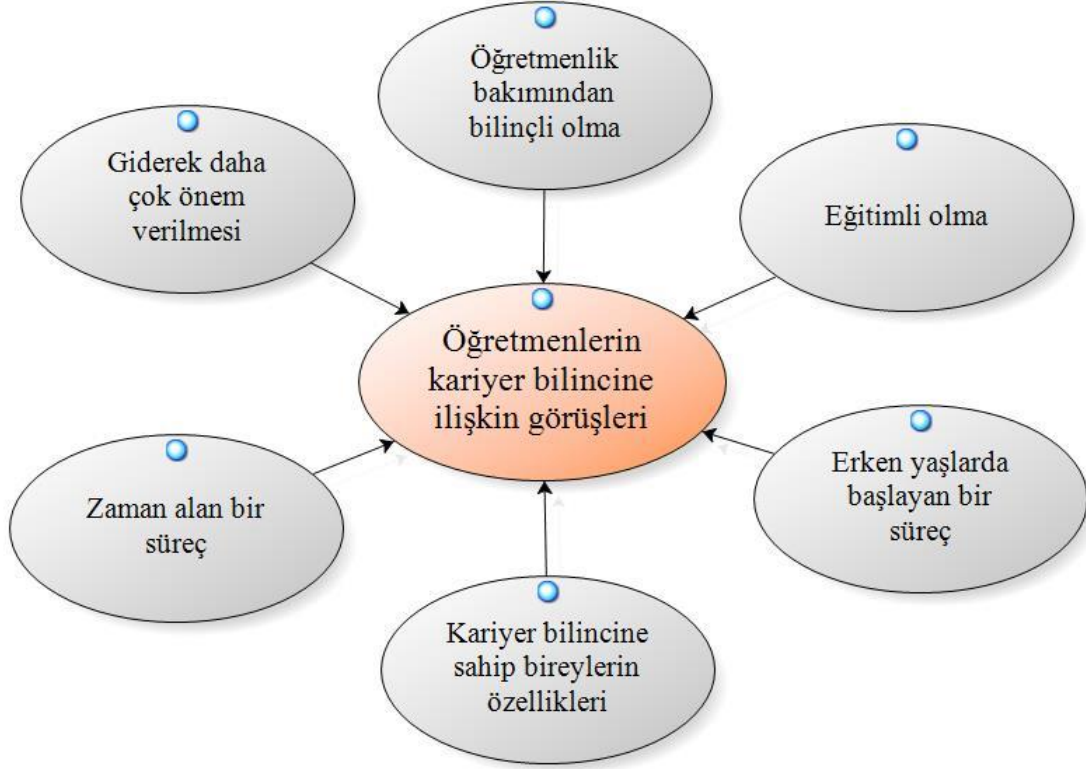 Öğretmenlik
bakımından
bilinçli olma
Giderek daha
çok önem
verilmesi
Eğitimli olma
Öğretmenlerin
kariyer bilincine
ilişkin görüşleri
Zaman alan bir
süreç
Erken yaşlarda
başlayan bir
süreç
Kariyer bilincine
sahip bireylerin
özellikleri